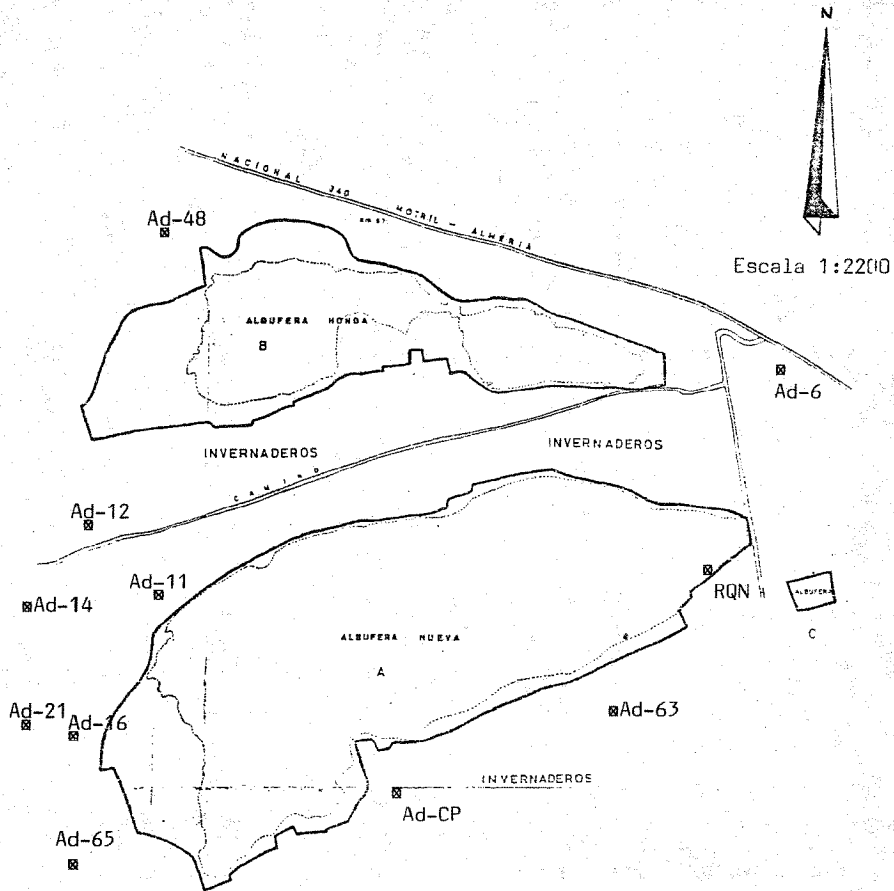 N
NACIONAL 340
MOTRIL - ALMERIA
Ad-48
Escala 1:2200
ALBUFERA HONDA
B
Ad-6
INVERNADEROS
INVERNADEROS
CAMINO
Ad-12
Ad-11
Ad-14
RQN
ALBUFERA
C
ALBUFERA NUEVA
A
Ad-21
Ad-16
Ad-63
INVERNADEROS
Ad-CP
Ad-65